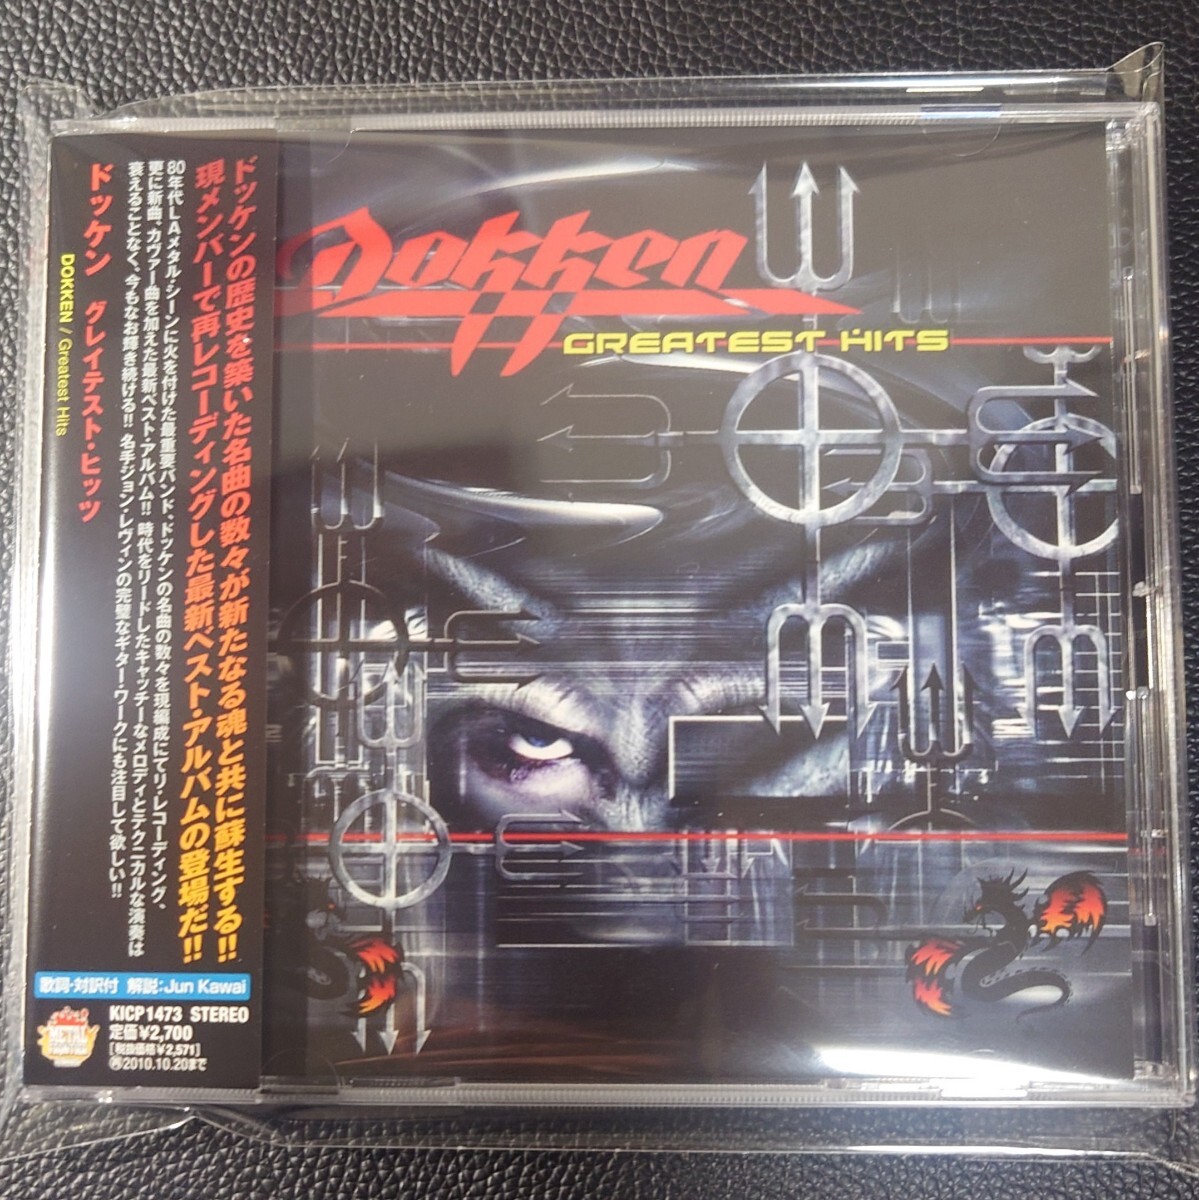 ドッケンの歴史を築いた名曲の数々が新たなる魂と共に蘇生する!!
現メンバーで再レコーディングした最新ベスト・アルバムの登場だ!!
80年代LAメタル・シーンに火を付けた最重要バンド、ドッケンの名曲の数々を現編成にてリ・レコーディング、
更に新曲、カヴァー曲を加えた最新ベスト・アルバム!! 時代をリードしたキャッチーなメロディとテクニカルな演奏は
衰えることなく、今もなお輝き続ける!! 名手ジョン・レヴィンの完璧なギター・ワークにも注目して欲しい!!
ドッケン グレイテスト・ヒッツ
DOKKEN / Greatest Hits
歌詞・対訳付 解説:Jun Kawai
KICP1473 STEREO
定価¥2,700
[税抜価格¥2,571]
2010.10.20まで
METAL
Dokken
GREATEST HITS